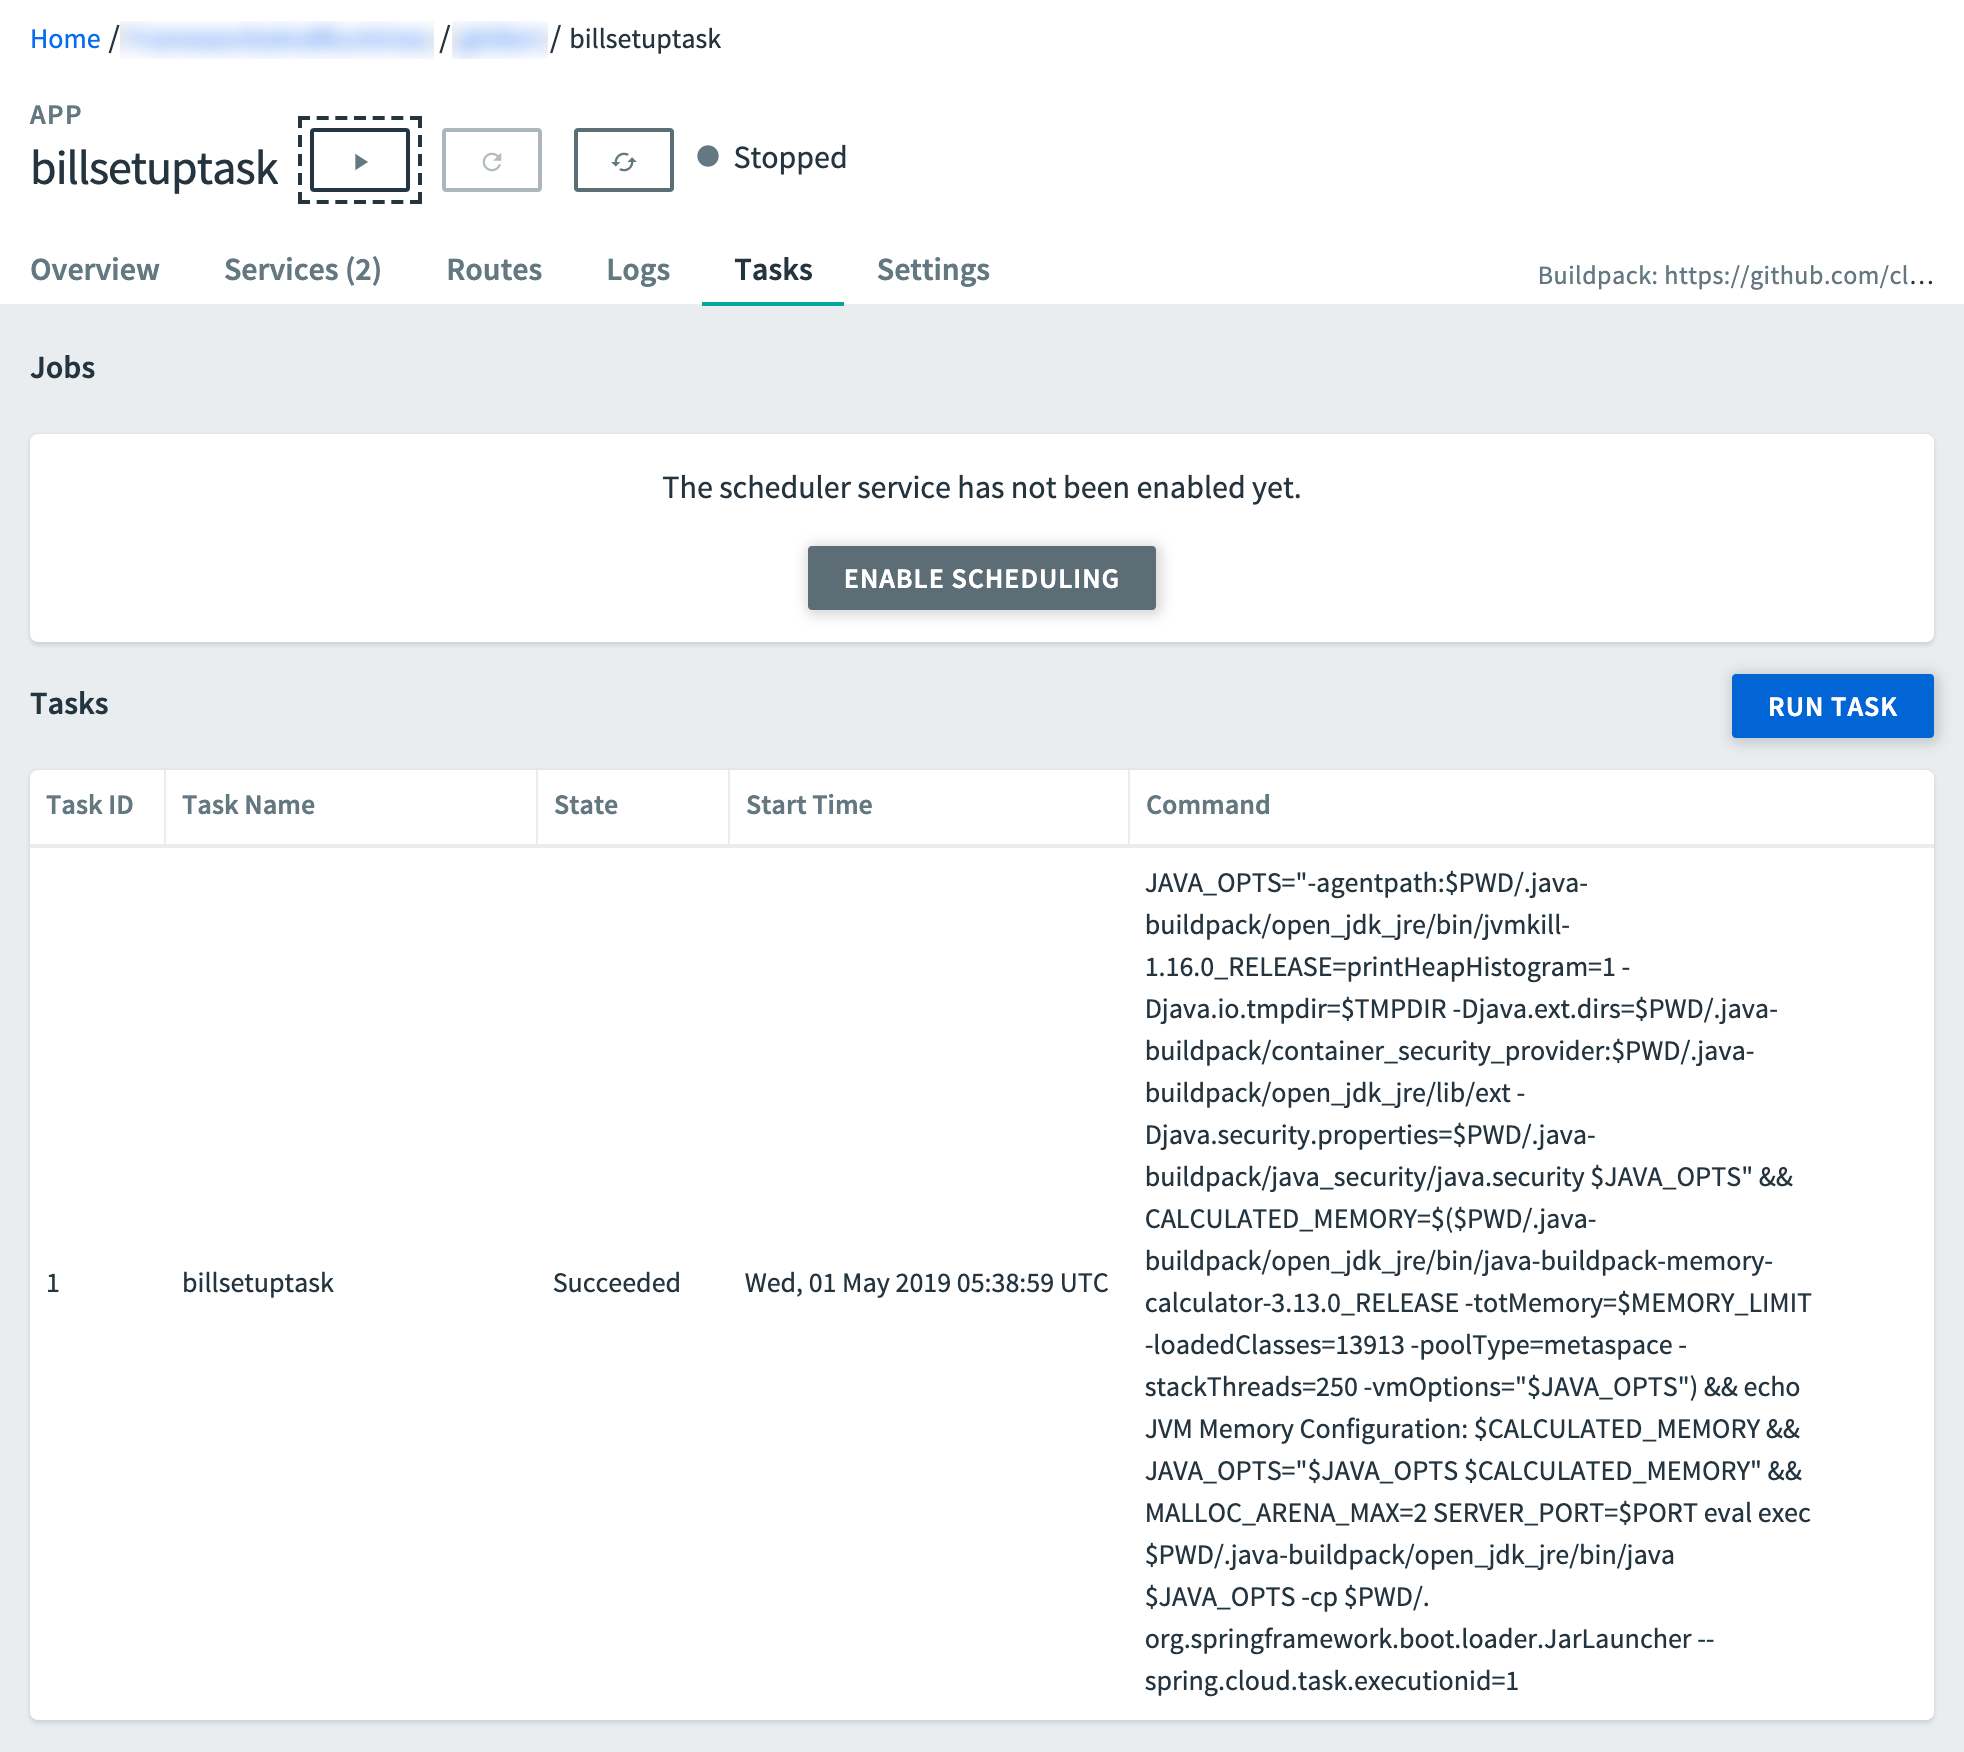 Home / / / billsetuptask
APP
billsetuptask
Stopped
Overview Services (2) Routes Logs Tasks Settings
Buildpack: https://github.com/cl...
Jobs
The scheduler service has not been enabled yet.
ENABLE SCHEDULING
Tasks
RUN TASK
Task ID Task Name State Start Time Command
JAVA_OPTS="-agentpath:$PWD/.java-
buildpack/open_jdk_jre/bin/jvmkill-
1.16.0_RELEASE=printHeapHistogram=1 -
Djava.io.tmpdir=$TMPDIR -Djava.ext.dirs=$PWD/.java-
buildpack/container_security_provider:$PWD/.java-
buildpack/open_jdk_jre/lib/ext -
Djava.security.properties=$PWD/.java-
buildpack/java_security/java.security $JAVA_OPTS" &&
CALCULATED_MEMORY=$($PWD/.java-
buildpack/open_jdk_jre/bin/java-buildpack-memory-
1 billsetuptask Succeeded Wed, 01 May 2019 05:38:59 UTC
calculator-3.13.0_RELEASE -totMemory=$MEMORY_LIMIT
-loadedClasses=13913 -poolType=metaspace -
stackThreads=250 -vmOptions="$JAVA_OPTS") && echo
JVM Memory Configuration: $CALCULATED_MEMORY &&
JAVA_OPTS="$JAVA_OPTS $CALCULATED_MEMORY" &&
MALLOC_ARENA_MAX=2 SERVER_PORT=$PORT eval exec
$PWD/.java-buildpack/open_jdk_jre/bin/java
$JAVA_OPTS -cp $PWD/.
org.springframework.boot.loader.JarLauncher --
spring.cloud.task.executionid=1